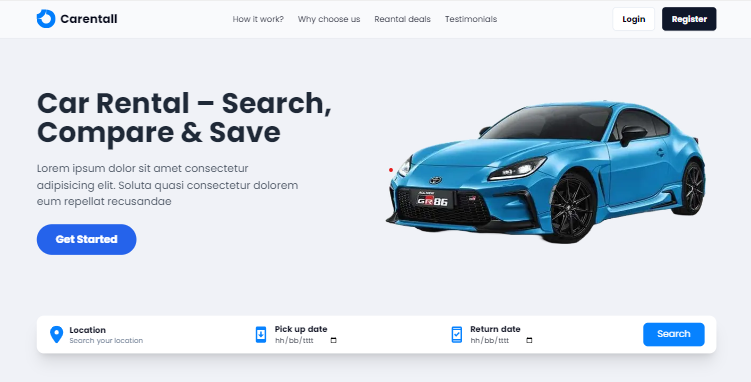 Carentall
How it work?
Why choose us
Reantal deals
Testimonials
Login
Register
Car Rental – Search,
Compare & Save
Lorem ipsum dolor sit amet consectetur
adipisicing elit. Soluta quasi consectetur dolorem
eum repellat recusandae
Get Started
GR86
Location
Search your location
Pick up date
hh/bb/tttt
Return date
hh/bb/tttt
Search